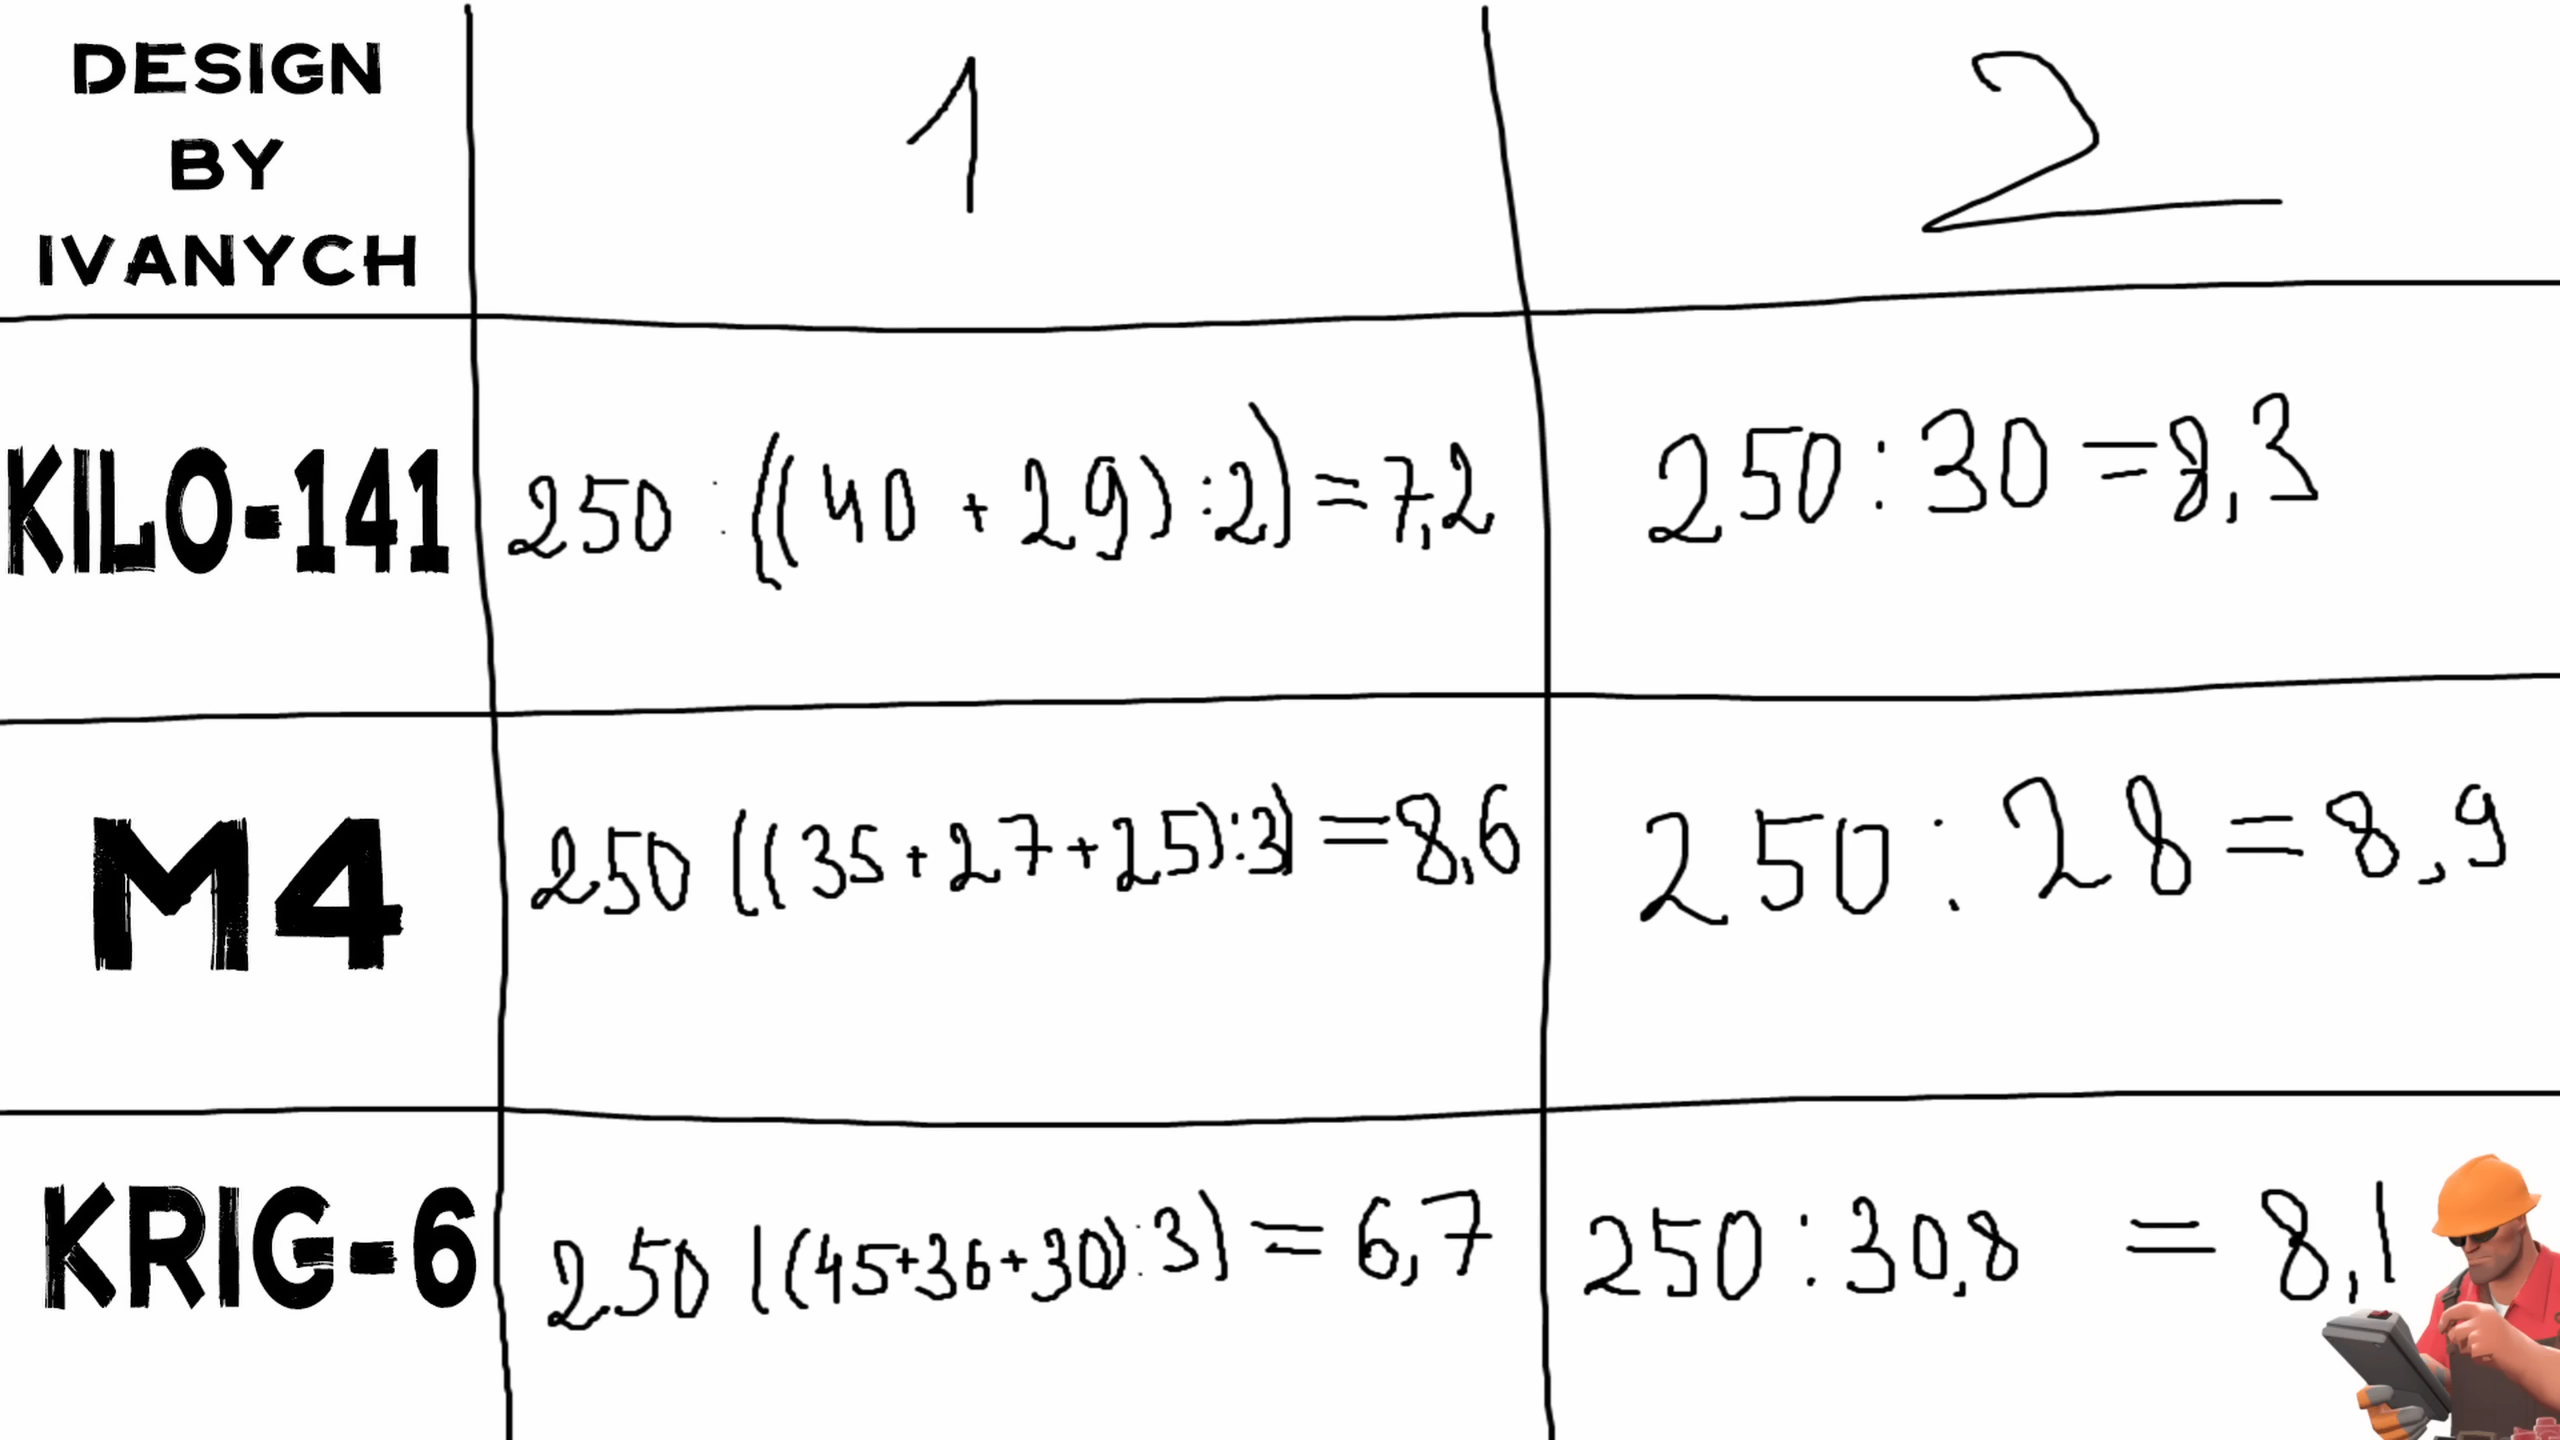 DESIGN
BY
IVANYCH
1
2
KILO-141
250 : ((40 + 29) : 2) = 7,2
250 : 30 = 8,3
M4
250 ((35 + 27 + 25) : 3) = 8,6
250 : 28 = 8,9
KRIG-6
250 ((45+36+30) : 3) = 6,7
250 : 30,8 = 8,1